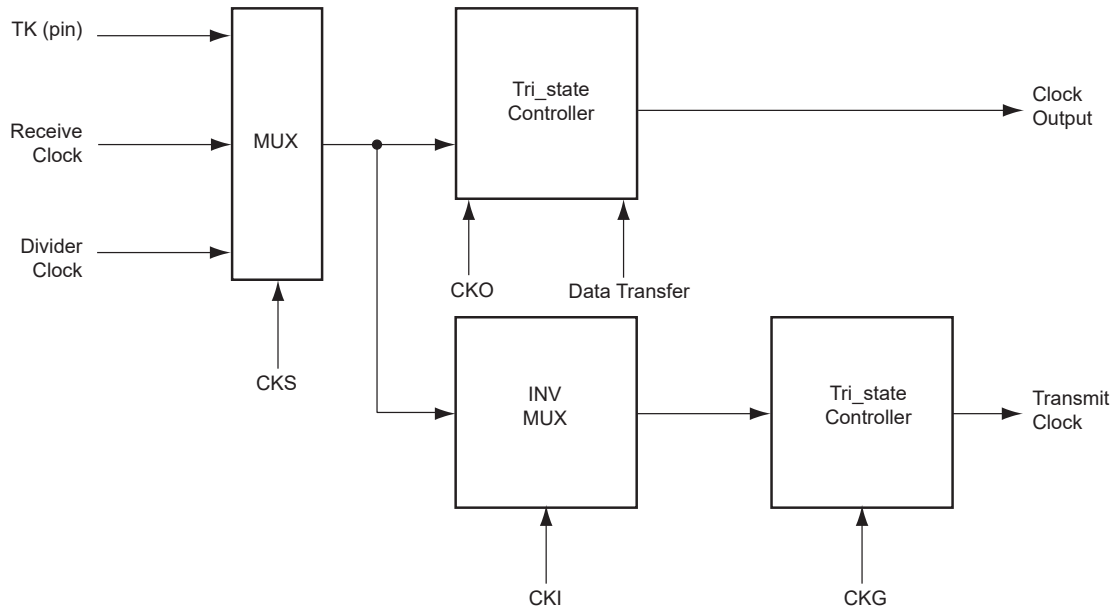 TK (pin)
Receive
Clock
Divider
Clock
MUX
CKS
Tri_state
Controller
CKO
Data Transfer
Clock
Output
INV
MUX
CKI
Tri_state
Controller
CKG
Transmit
Clock